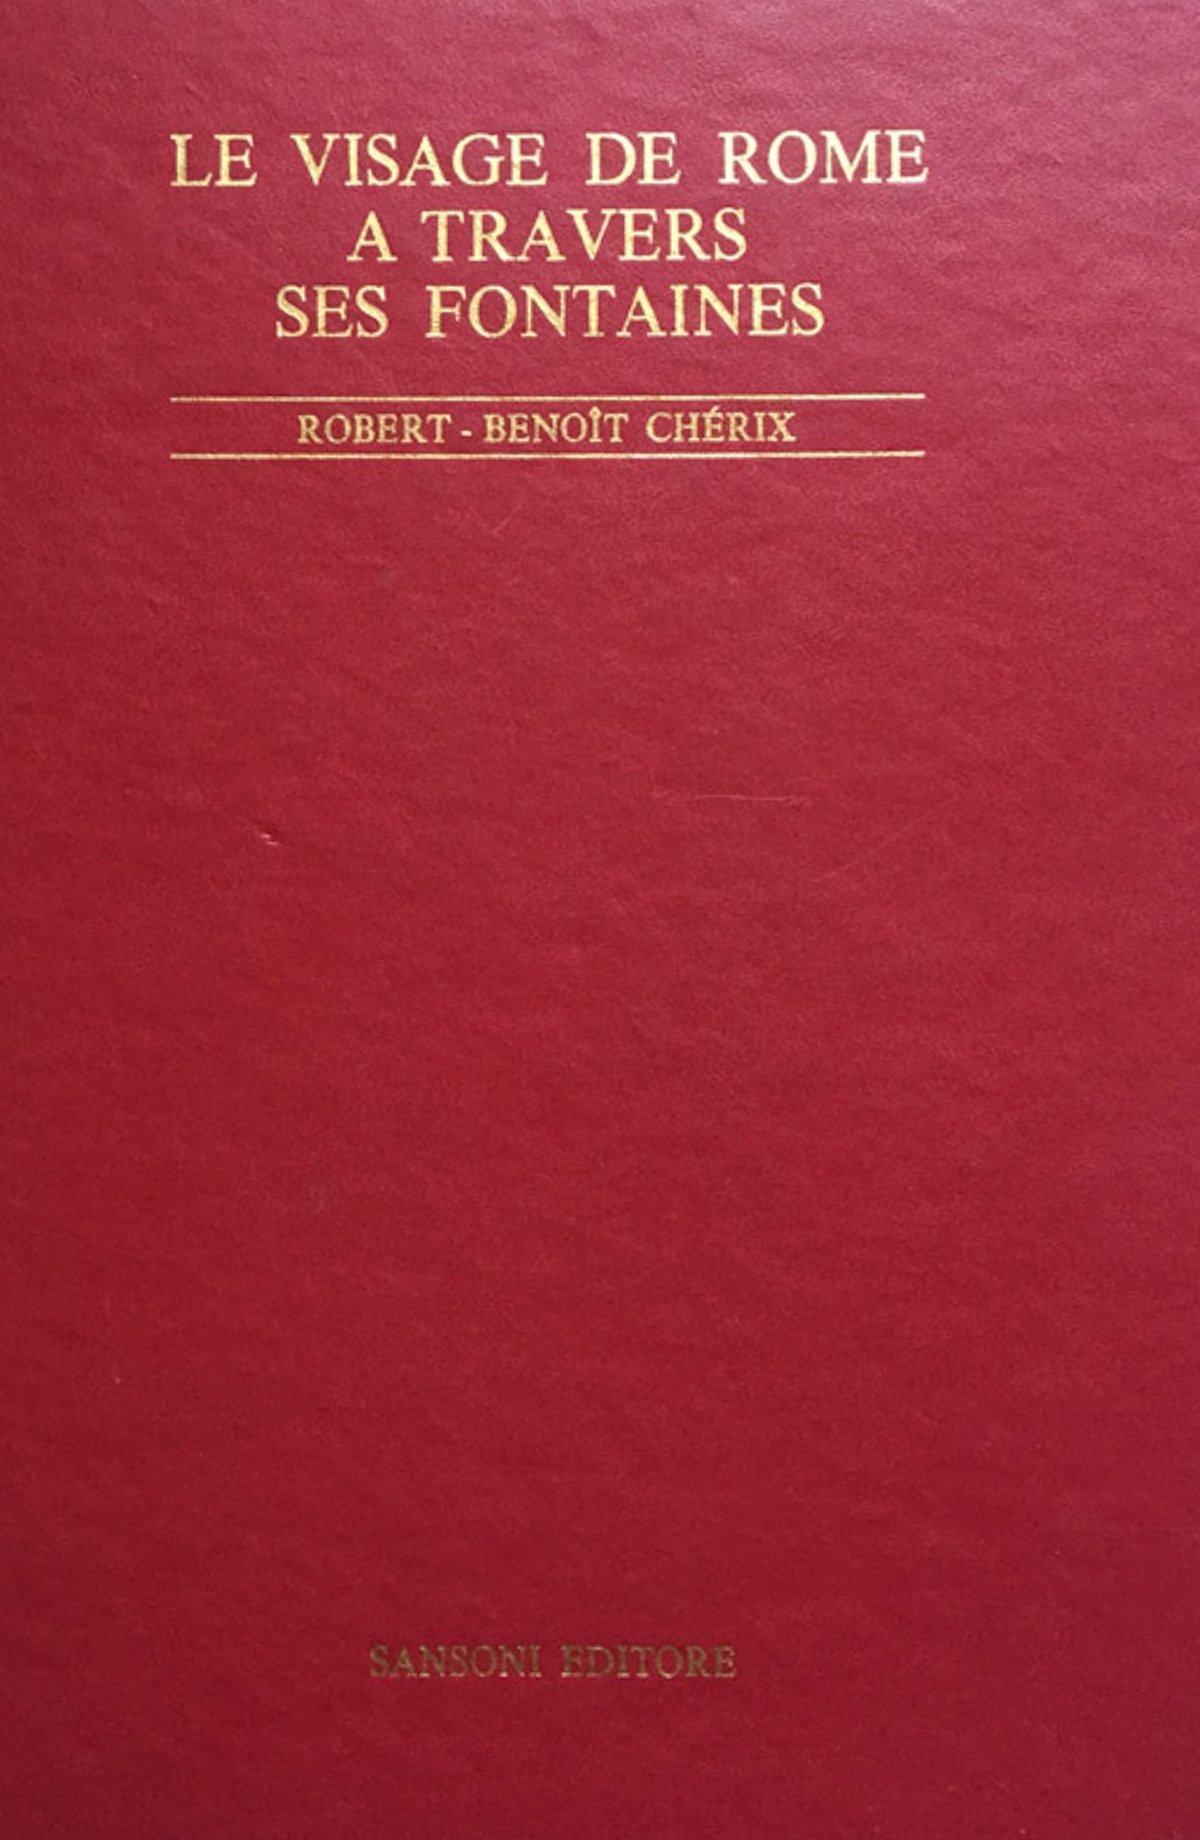 LE VISAGE DE ROME
A TRAVERS
SES FONTAINES
ROBERT-BENOÎT CHÉRIX
SANSONI EDITORE